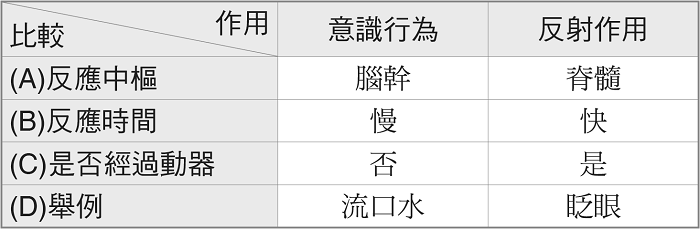 作用
比較
意識行為
反射作用
(A)反應中樞
腦幹
脊髓
(B)反應時間
慢
快
(C)是否經過動器
否
是
(D)舉例
流口水
眨眼